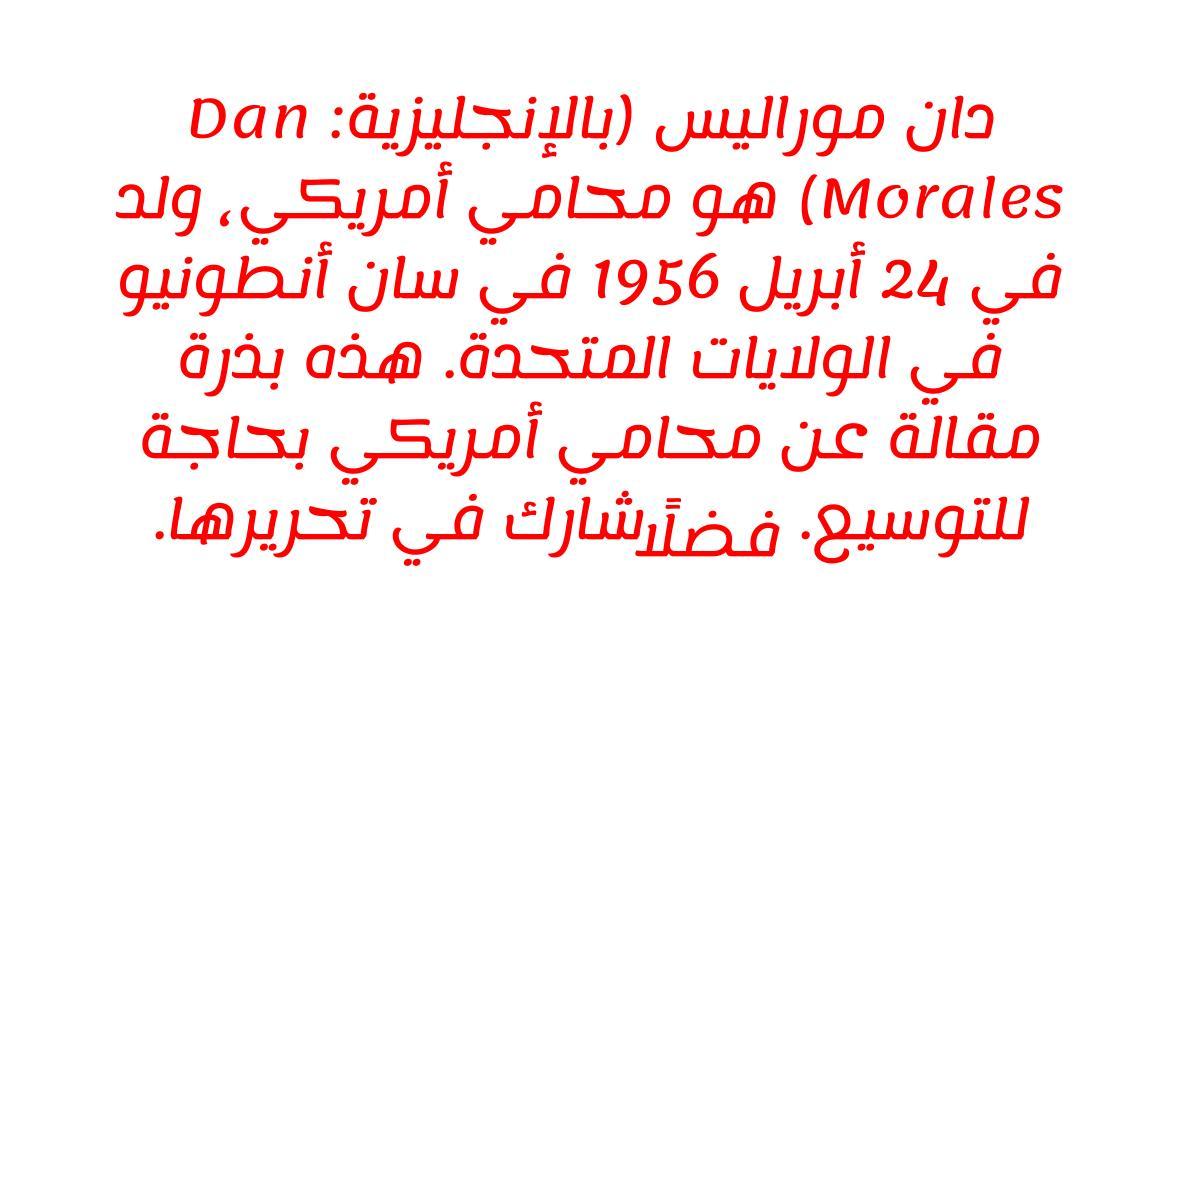 دان موراليس (بالإنجليزية: Dan
Morales) هو محامي أمريكي، ولد
في 24 أبريل 1956 في سان أنطونيو
في الولايات المتحدة. هذه بذرة
مقالة عن محامي أمريكي بحاجة
للتوسيع. فضلًا شارك في تحريرها.